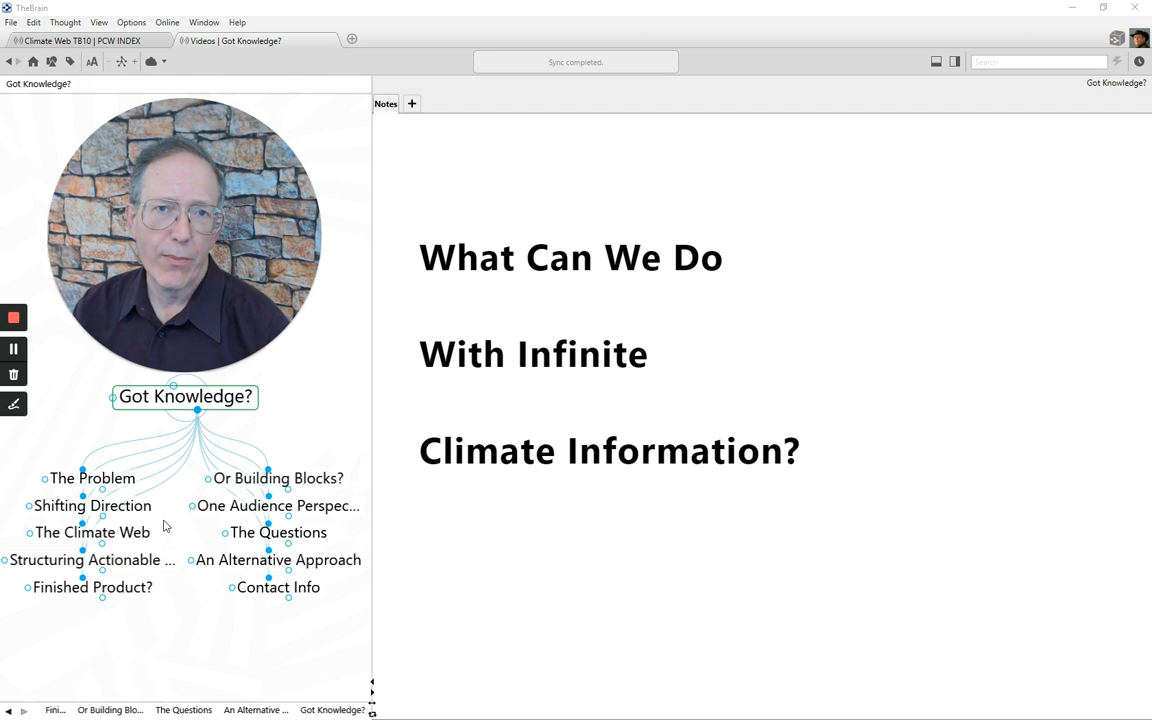 TheBrain
File Edit Thought View Options Online Window Help
Climate Web TB10 | PCW INDEX
Videos | Got Knowledge?
Sync completed.
Search
Got Knowledge?
Got Knowledge?
Notes
What Can We Do
With Infinite
Climate Information?
Got Knowledge?
The Problem
Or Building Blocks?
Shifting Direction
One Audience Perspec...
The Climate Web
The Questions
Structuring Actionable ...
An Alternative Approach
Finished Product?
Contact Info
Fini... Or Building Blo... The Questions An Alternative ... Got Knowledge?